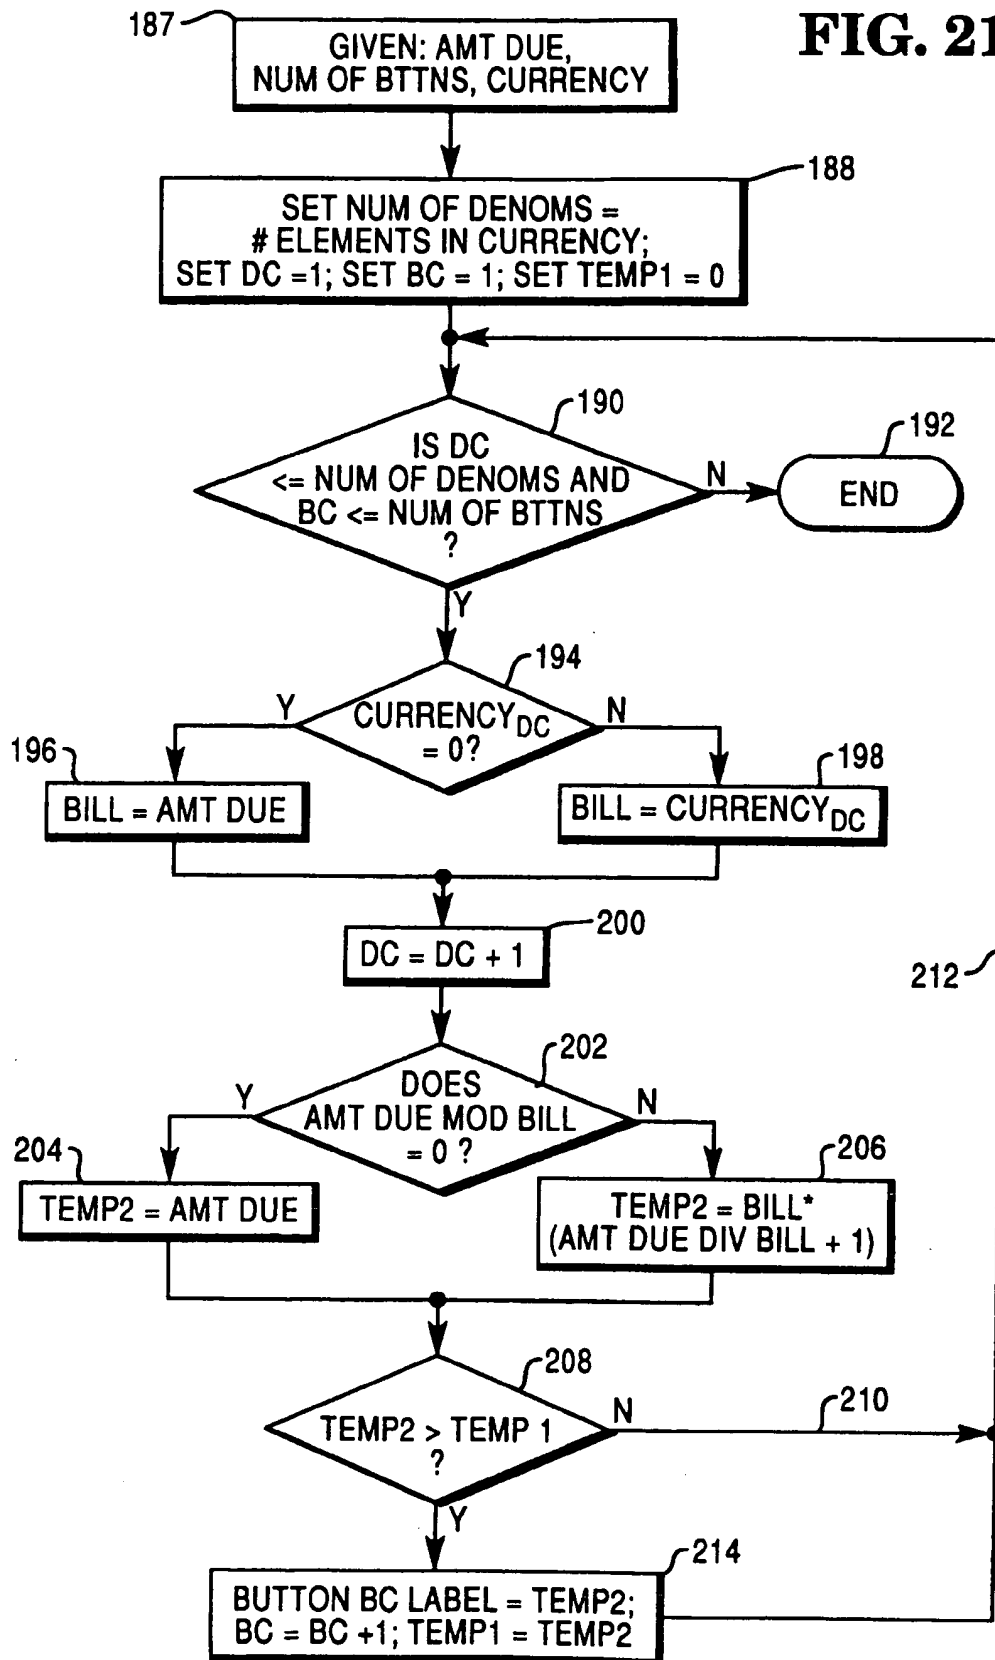 187
FIG. 21
GIVEN: AMT DUE,
NUM OF BTTNS, CURRENCY
188
SET NUM OF DENOMS =
# ELEMENTS IN CURRENCY;
SET DC =1; SET BC = 1; SET TEMP1 = 0
190
192
IS DC
<= NUM OF DENOMS AND
BC <= NUM OF BTTNS
?
N
END
Y
194
Y
CURRENCY DC
= 0?
N
196
198
BILL = AMT DUE
BILL = CURRENCY DC
200
DC = DC + 1
212
202
Y
DOES
AMT DUE MOD BILL
= 0 ?
N
204
206
TEMP2 = AMT DUE
TEMP2 = BILL*
(AMT DUE DIV BILL + 1)
208
TEMP2 > TEMP 1
?
N
210
Y
214
BUTTON BC LABEL = TEMP2;
BC = BC +1; TEMP1 = TEMP2